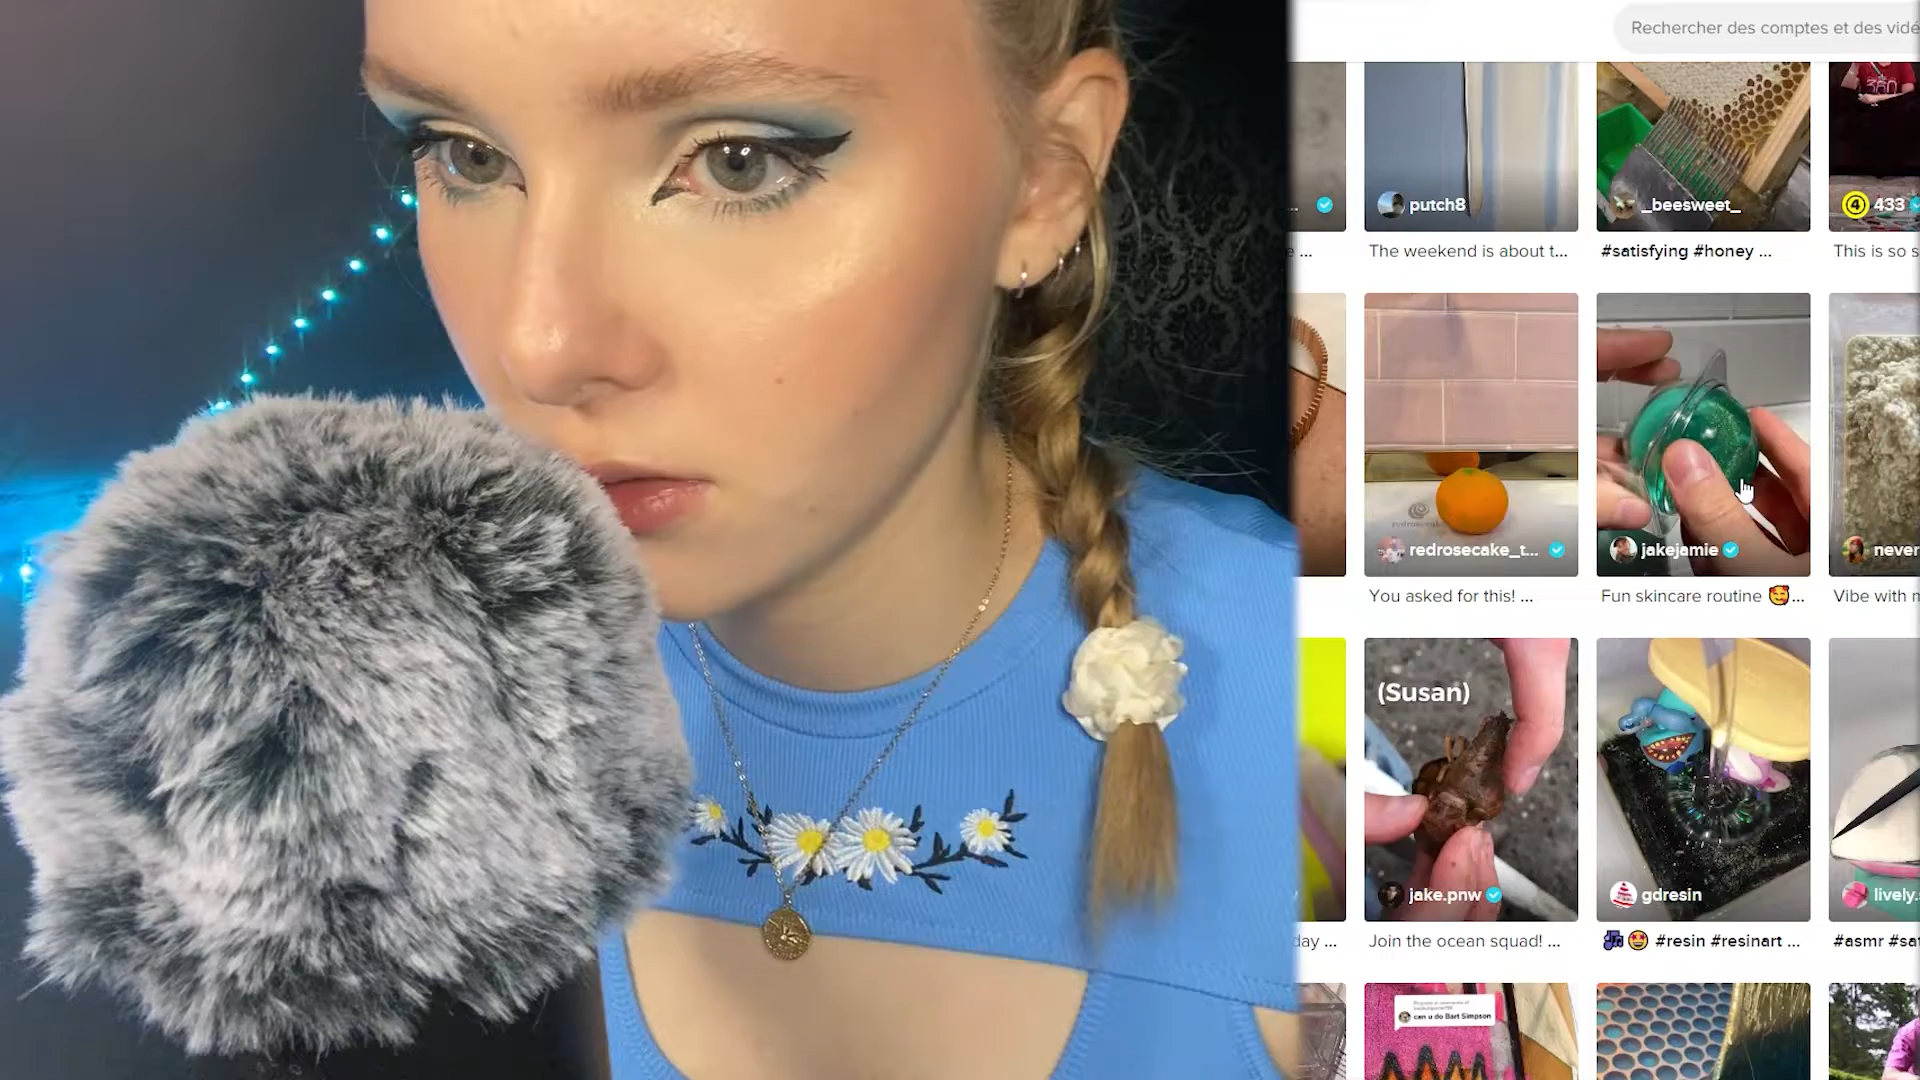 Rechercher des comptes et des vidé
putch8
_beesweet_
433
e ...
The weekend is about t...
#satisfying #honey ...
This is so s
redrosecake_t...
jakejamie
never
You asked for this! ...
Fun skincare routine 🥰...
Vibe with m
(Susan)
jake.pnw
gdresin
lively.
day ...
Join the ocean squad! ...
🎶🤩 #resin #resinart ...
#asmr #sat
can u do Bart Simpson